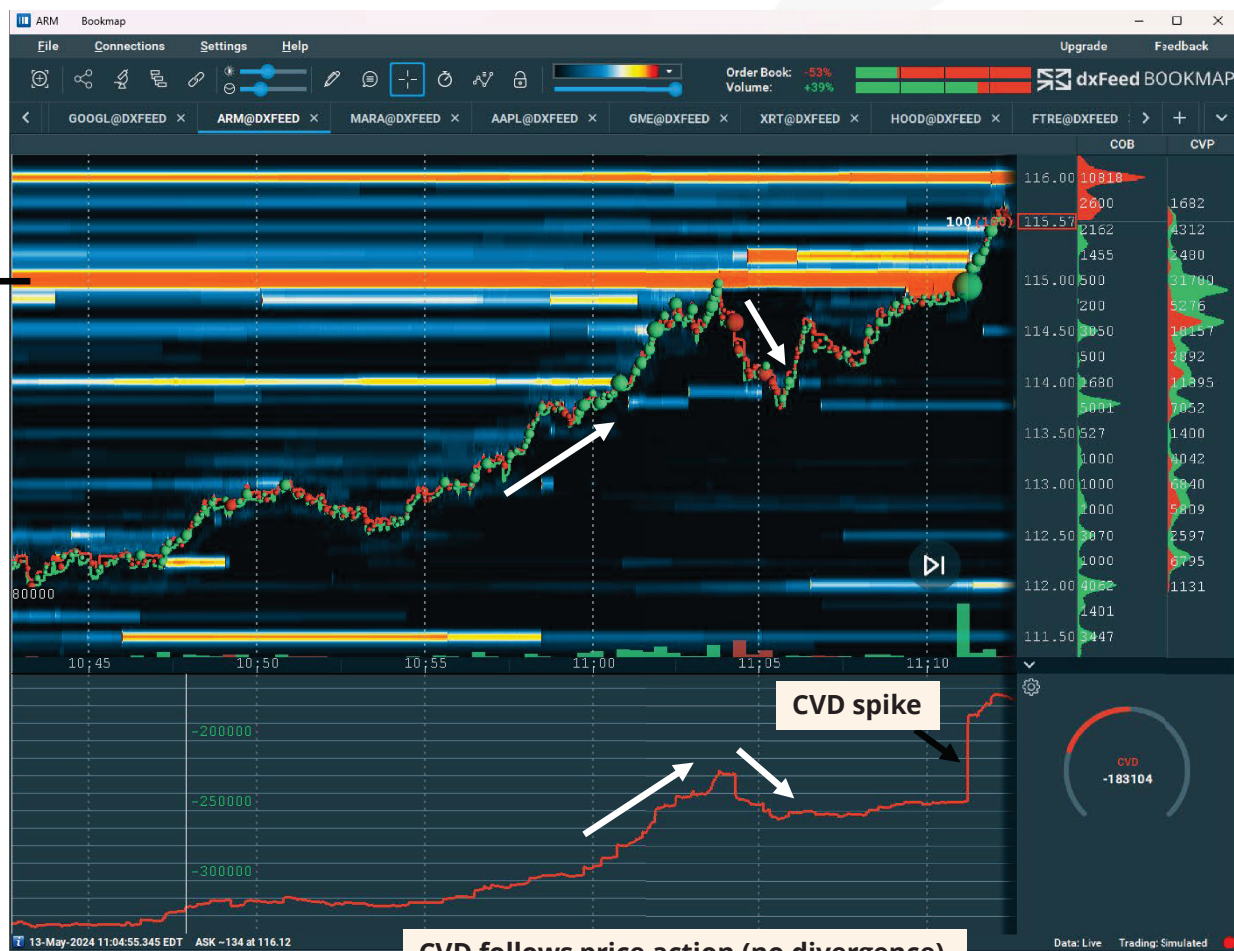 ARM Bookmap
File Connections Settings Help Upgrade Feedback
Order Book: -53%
Volume: +39%
dxFeed BOOKMAP
GOOGL@DXFEED × ARM@DXFEED × MARA@DXFEED × AAPL@DXFEED × GME@DXFEED × XRT@DXFEED × HOOD@DXFEED × FTRE@DXFEED
COB CVP
116.00 10818
2600 1682
100 115.57
2162 4312
1455 2480
115.00 500
200 5276
114.50 3050 18157
500 3892
114.00 1680 11895
5001 7052
113.50 527 1400
1000 4042
113.00 1000 6840
2000 5809
112.50 3070 2597
1000 6795
112.00 4062 1131
80000
1401
111.50 3447
10:45 10:50 10:55 11:00 11:05 11:10
CVD spike
-200000
CVD
-183104
-250000
-300000
13-May-2024 11:04:55.345 EDT ASK ~134 at 116.12 Data: Live Trading: Simulated
CVD follows price action (no divergence)